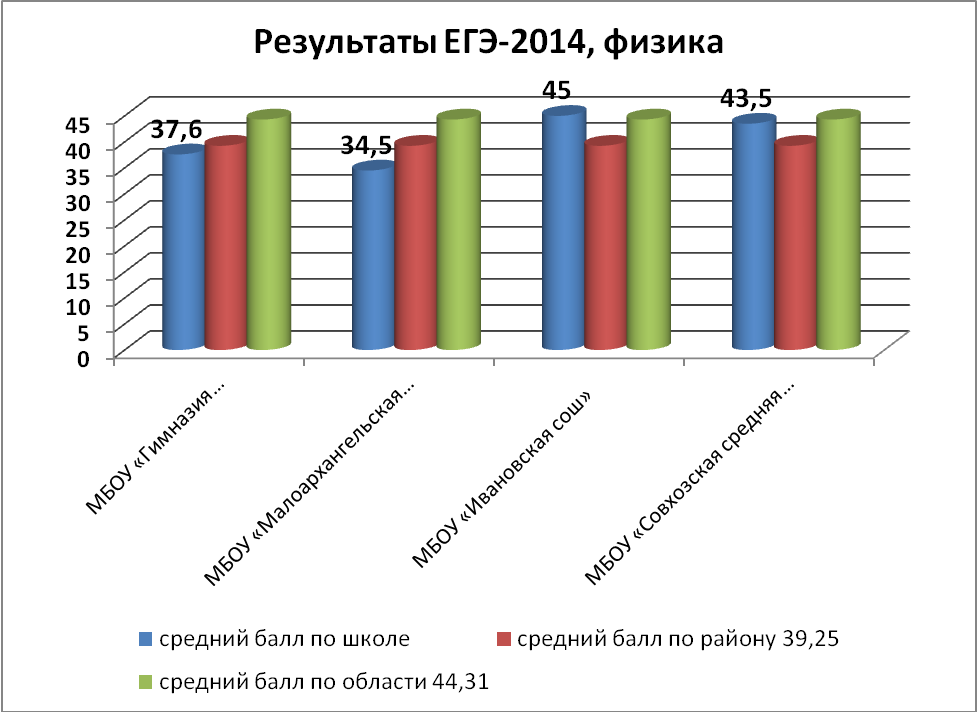 Результаты ЕГЭ-2014, физика
37,6
34,5
45
43,5
45
40
35
30
25
20
15
10
5
0
МБОУ «Гимназия...
МБОУ «Малоархангельская...
МБОУ «Ивановская сош»
МБОУ «Совхозская средняя...
средний балл по школе
средний балл по району 39,25
средний балл по области 44,31